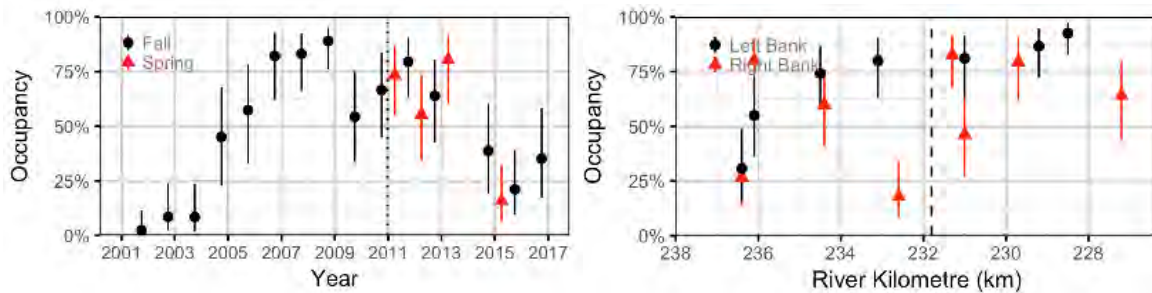 100%
75%
50%
25%
0%
Occupancy
Fall
Spring
2001 2003 2005 2007 2009 2011 2013 2015 2017
Year
100%
75%
50%
25%
0%
Occupancy
Left Bank
Right Bank
238 236 234 232 230 228
River Kilometre (km)